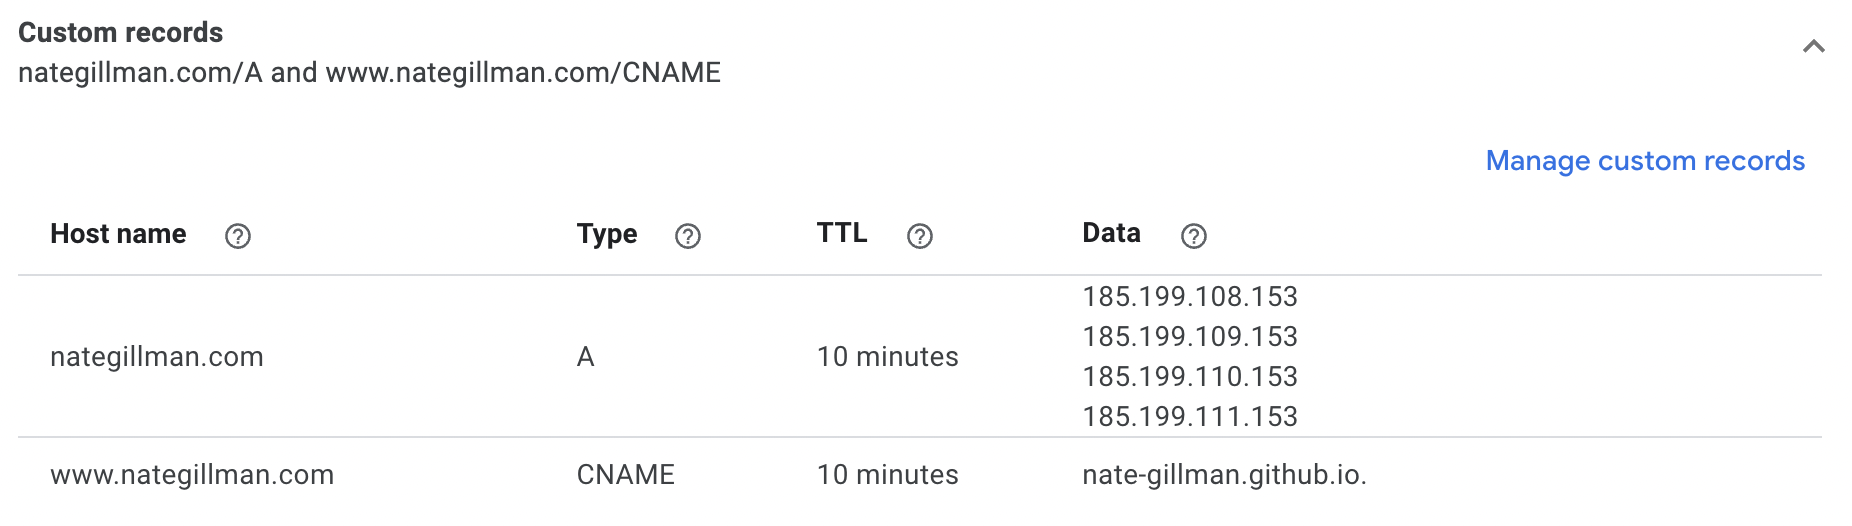 Custom records
nategillman.com/A and www.nategillman.com/CNAME
Manage custom records
Host name Type TTL Data
nategillman.com A 10 minutes 185.199.108.153
185.199.109.153
185.199.110.153
185.199.111.153
www.nategillman.com CNAME 10 minutes nate-gillman.github.io.